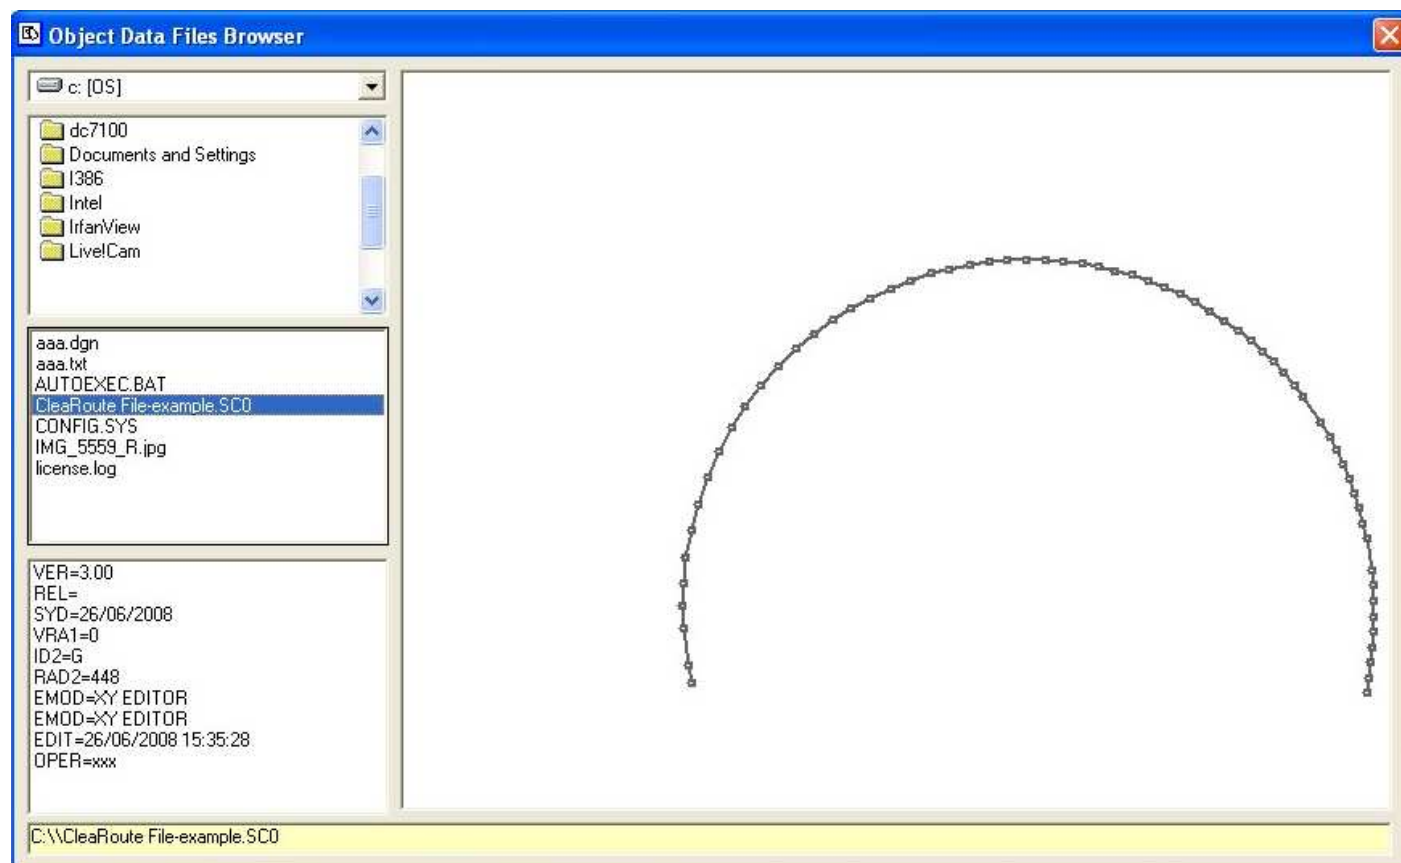 Object Data Files Browser
c: [OS]
dc7100
Documents and Settings
I386
Intel
IrfanView
Live!Cam
aaa.dgn
aaa.txt
AUTOEXEC.BAT
CleaRoute File-example.SC0
CONFIG.SYS
IMG_5559_R.jpg
license.log
VER=3.00
REL=
SYD=26/06/2008
VRA1=0
ID2=G
RAD2=448
EMOD=XY EDITOR
EMOD=XY EDITOR
EDIT=26/06/2008 15:35:28
OPER=xxx
C:\\CleaRoute File-example.SC0